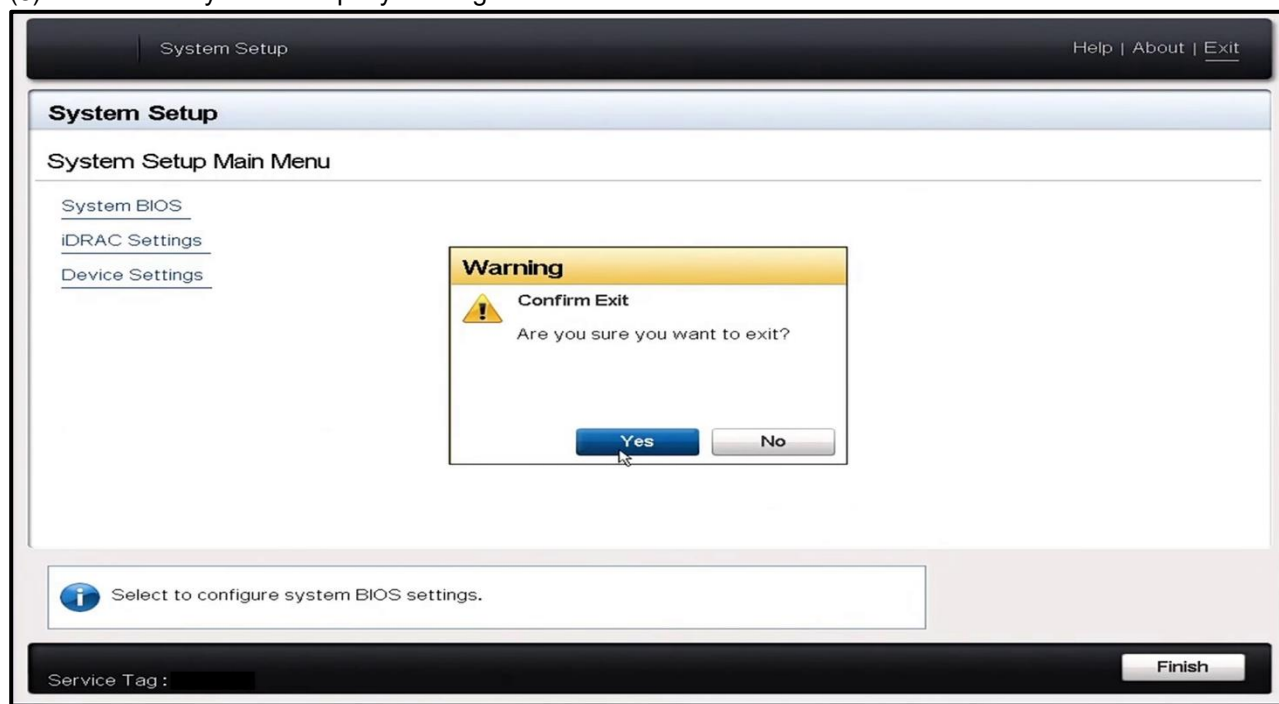 System Setup
Help | About | Exit
System Setup
System Setup Main Menu
System BIOS
iDRAC Settings
Device Settings
Warning
Confirm Exit
Are you sure you want to exit?
Yes
No
Select to configure system BIOS settings.
Finish
Service Tag :